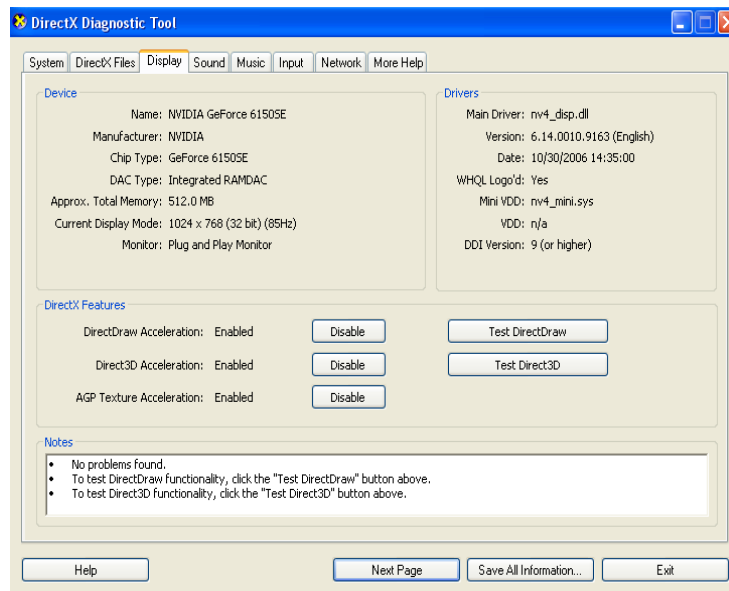 DirectX Diagnostic Tool
System DirectX Files Display Sound Music Input Network More Help
Device
Name: NVIDIA GeForce 6150SE
Manufacturer: NVIDIA
Chip Type: GeForce 6150SE
DAC Type: Integrated RAMDAC
Approx. Total Memory: 512.0 MB
Current Display Mode: 1024 x 768 (32 bit) (85Hz)
Monitor: Plug and Play Monitor
Drivers
Main Driver: nv4_disp.dll
Version: 6.14.0010.9163 (English)
Date: 10/30/2006 14:35:00
WHQL Logo'd: Yes
Mini VDD: nv4_mini.sys
VDD: n/a
DDI Version: 9 (or higher)
DirectX Features
DirectDraw Acceleration: Enabled Disable Test DirectDraw
Direct3D Acceleration: Enabled Disable Test Direct3D
AGP Texture Acceleration: Enabled Disable
Notes
• No problems found.
• To test DirectDraw functionality, click the "Test DirectDraw" button above.
• To test Direct3D functionality, click the "Test Direct3D" button above.
Help Next Page Save All Information... Exit